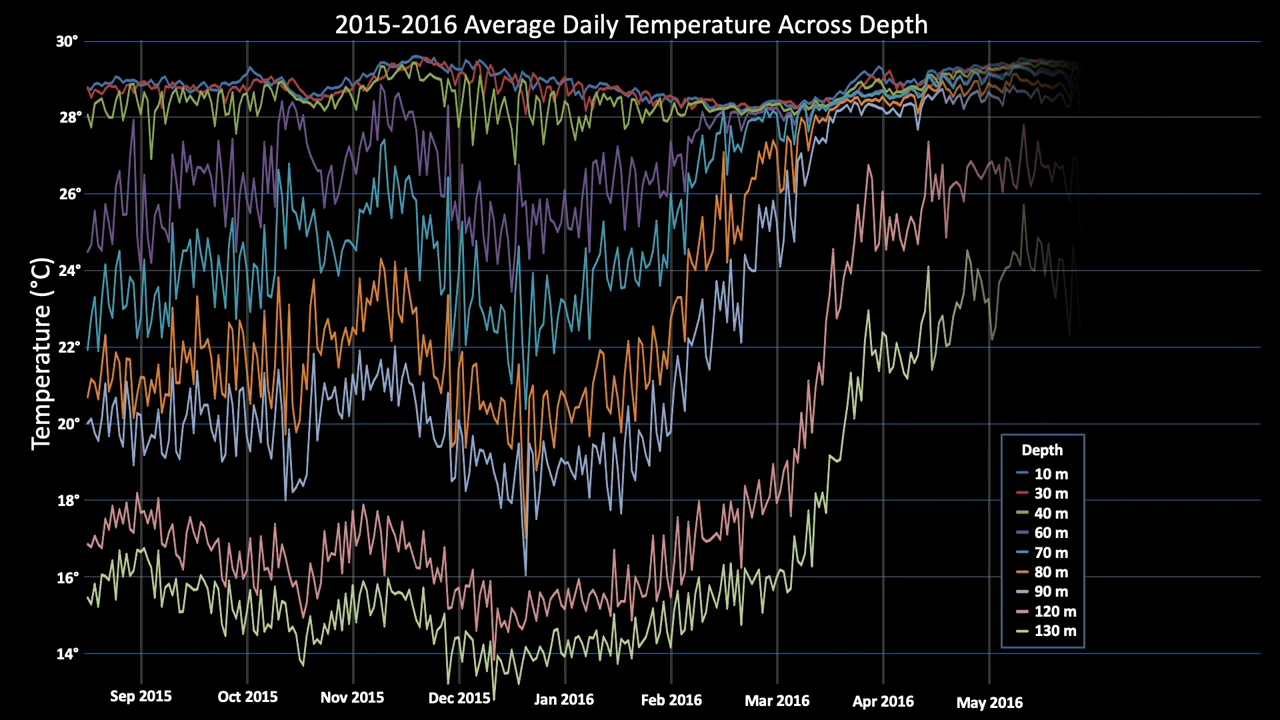 2015-2016 Average Daily Temperature Across Depth
Temperature (°C)
30°
28°
26°
24°
22°
20°
18°
16°
14°
Sep 2015
Oct 2015
Nov 2015
Dec 2015
Jan 2016
Feb 2016
Mar 2016
Apr 2016
May 2016
Depth
10 m
30 m
40 m
60 m
70 m
80 m
90 m
120 m
130 m